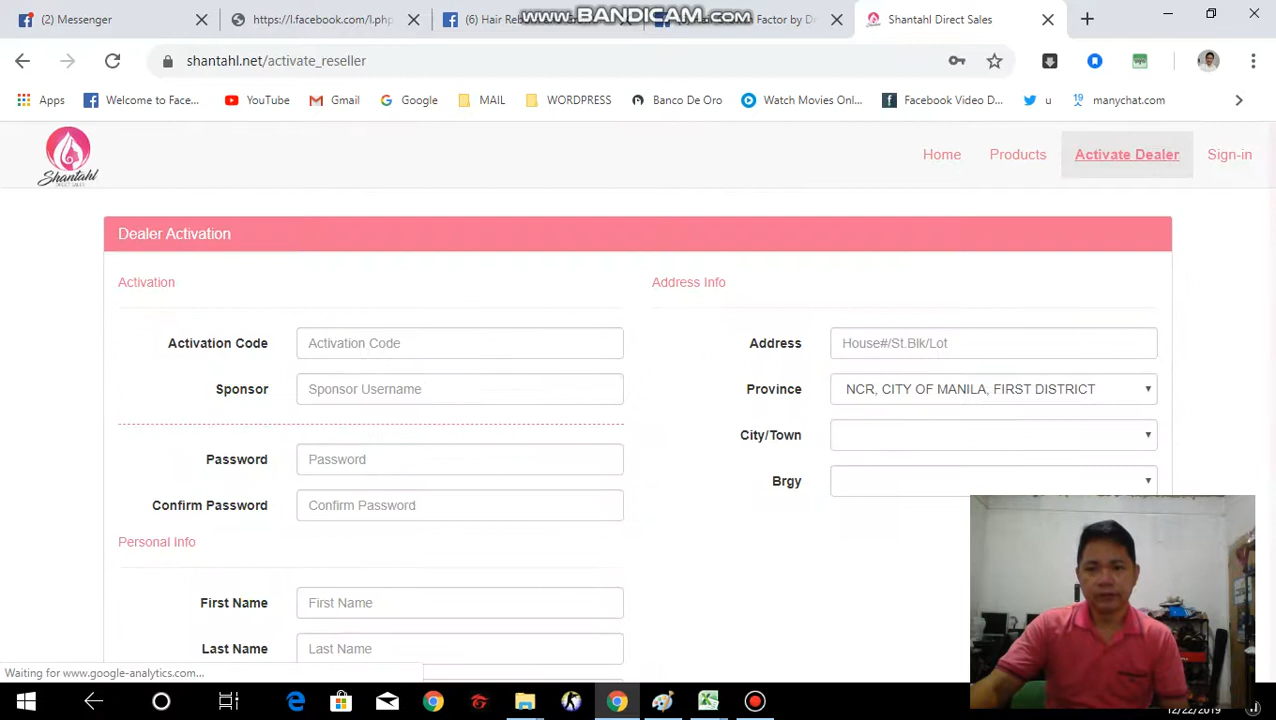 (2) Messenger
https://l.facebook.com/l.php
(6) Hair Re
www.BANDICAM.com
Factor by D
Shantahl Direct Sales
shantahl.net/activate_reseller
Apps
Welcome to Face...
YouTube
Gmail
Google
MAIL
WORDPRESS
Banco De Oro
Watch Movies Onl...
Facebook Video D...
u
19
manychat.com
Shantahl
DIRECT SALES
Home
Products
Activate Dealer
Sign-in
Dealer Activation
Activation
Activation Code
Activation Code
Sponsor
Sponsor Username
Password
Password
Confirm Password
Confirm Password
Personal Info
First Name
First Name
Last Name
Last Name
Address Info
Address
House#/St.Blk/Lot
Province
NCR, CITY OF MANILA, FIRST DISTRICT
City/Town
Brgy
Waiting for www.google-analytics.com...
12/22/2019